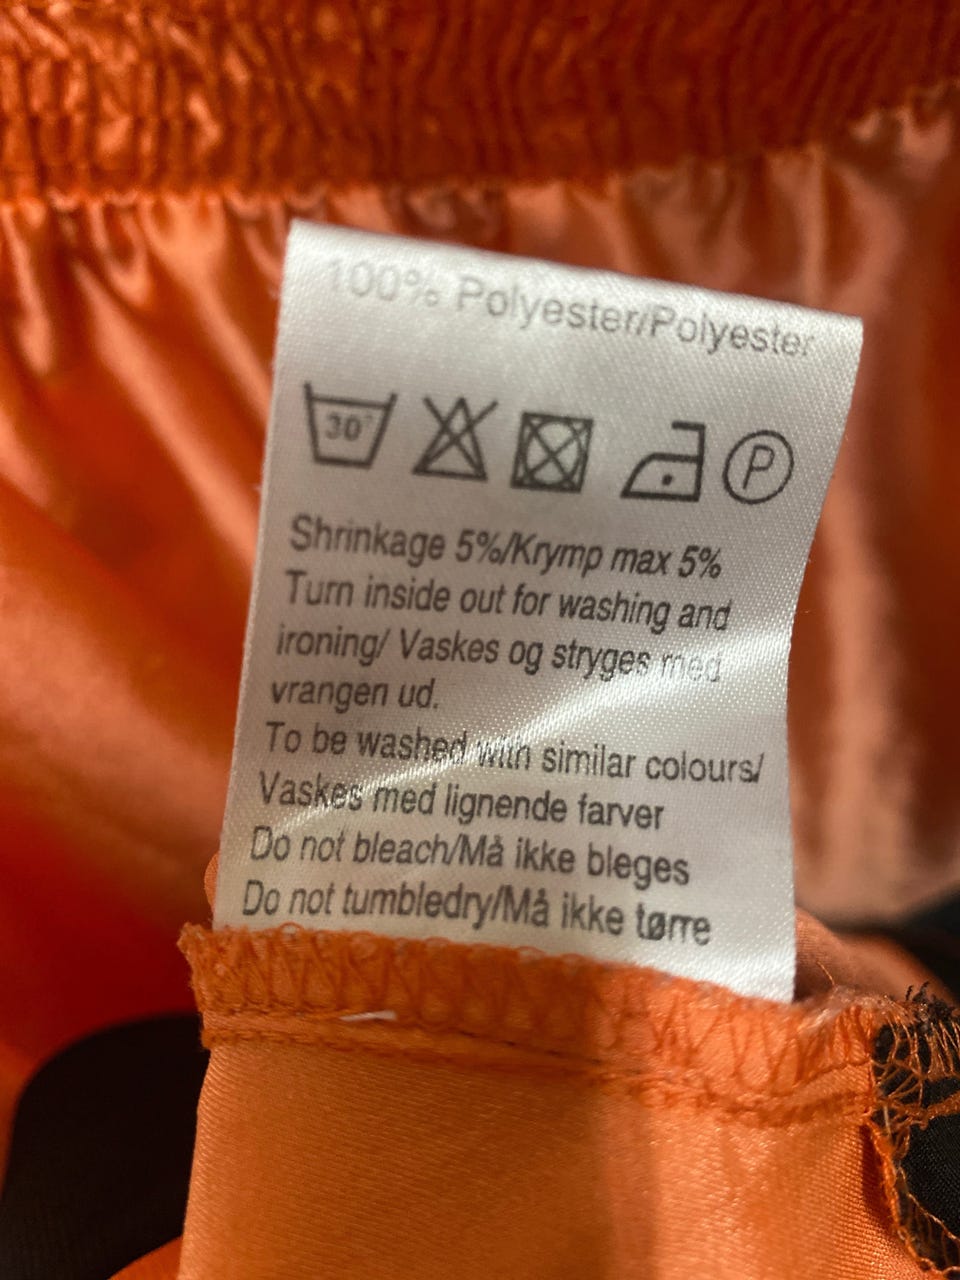 100% Polyester/Polyester
30°
P
Shrinkage 5%/Krymp max 5%
Turn inside out for washing and
ironing/ Vaskes og stryges med
vrangen ud.
To be washed with similar colours/
Vaskes med lignende farver
Do not bleach/Må ikke bleges
Do not tumbledry/Må ikke tørre